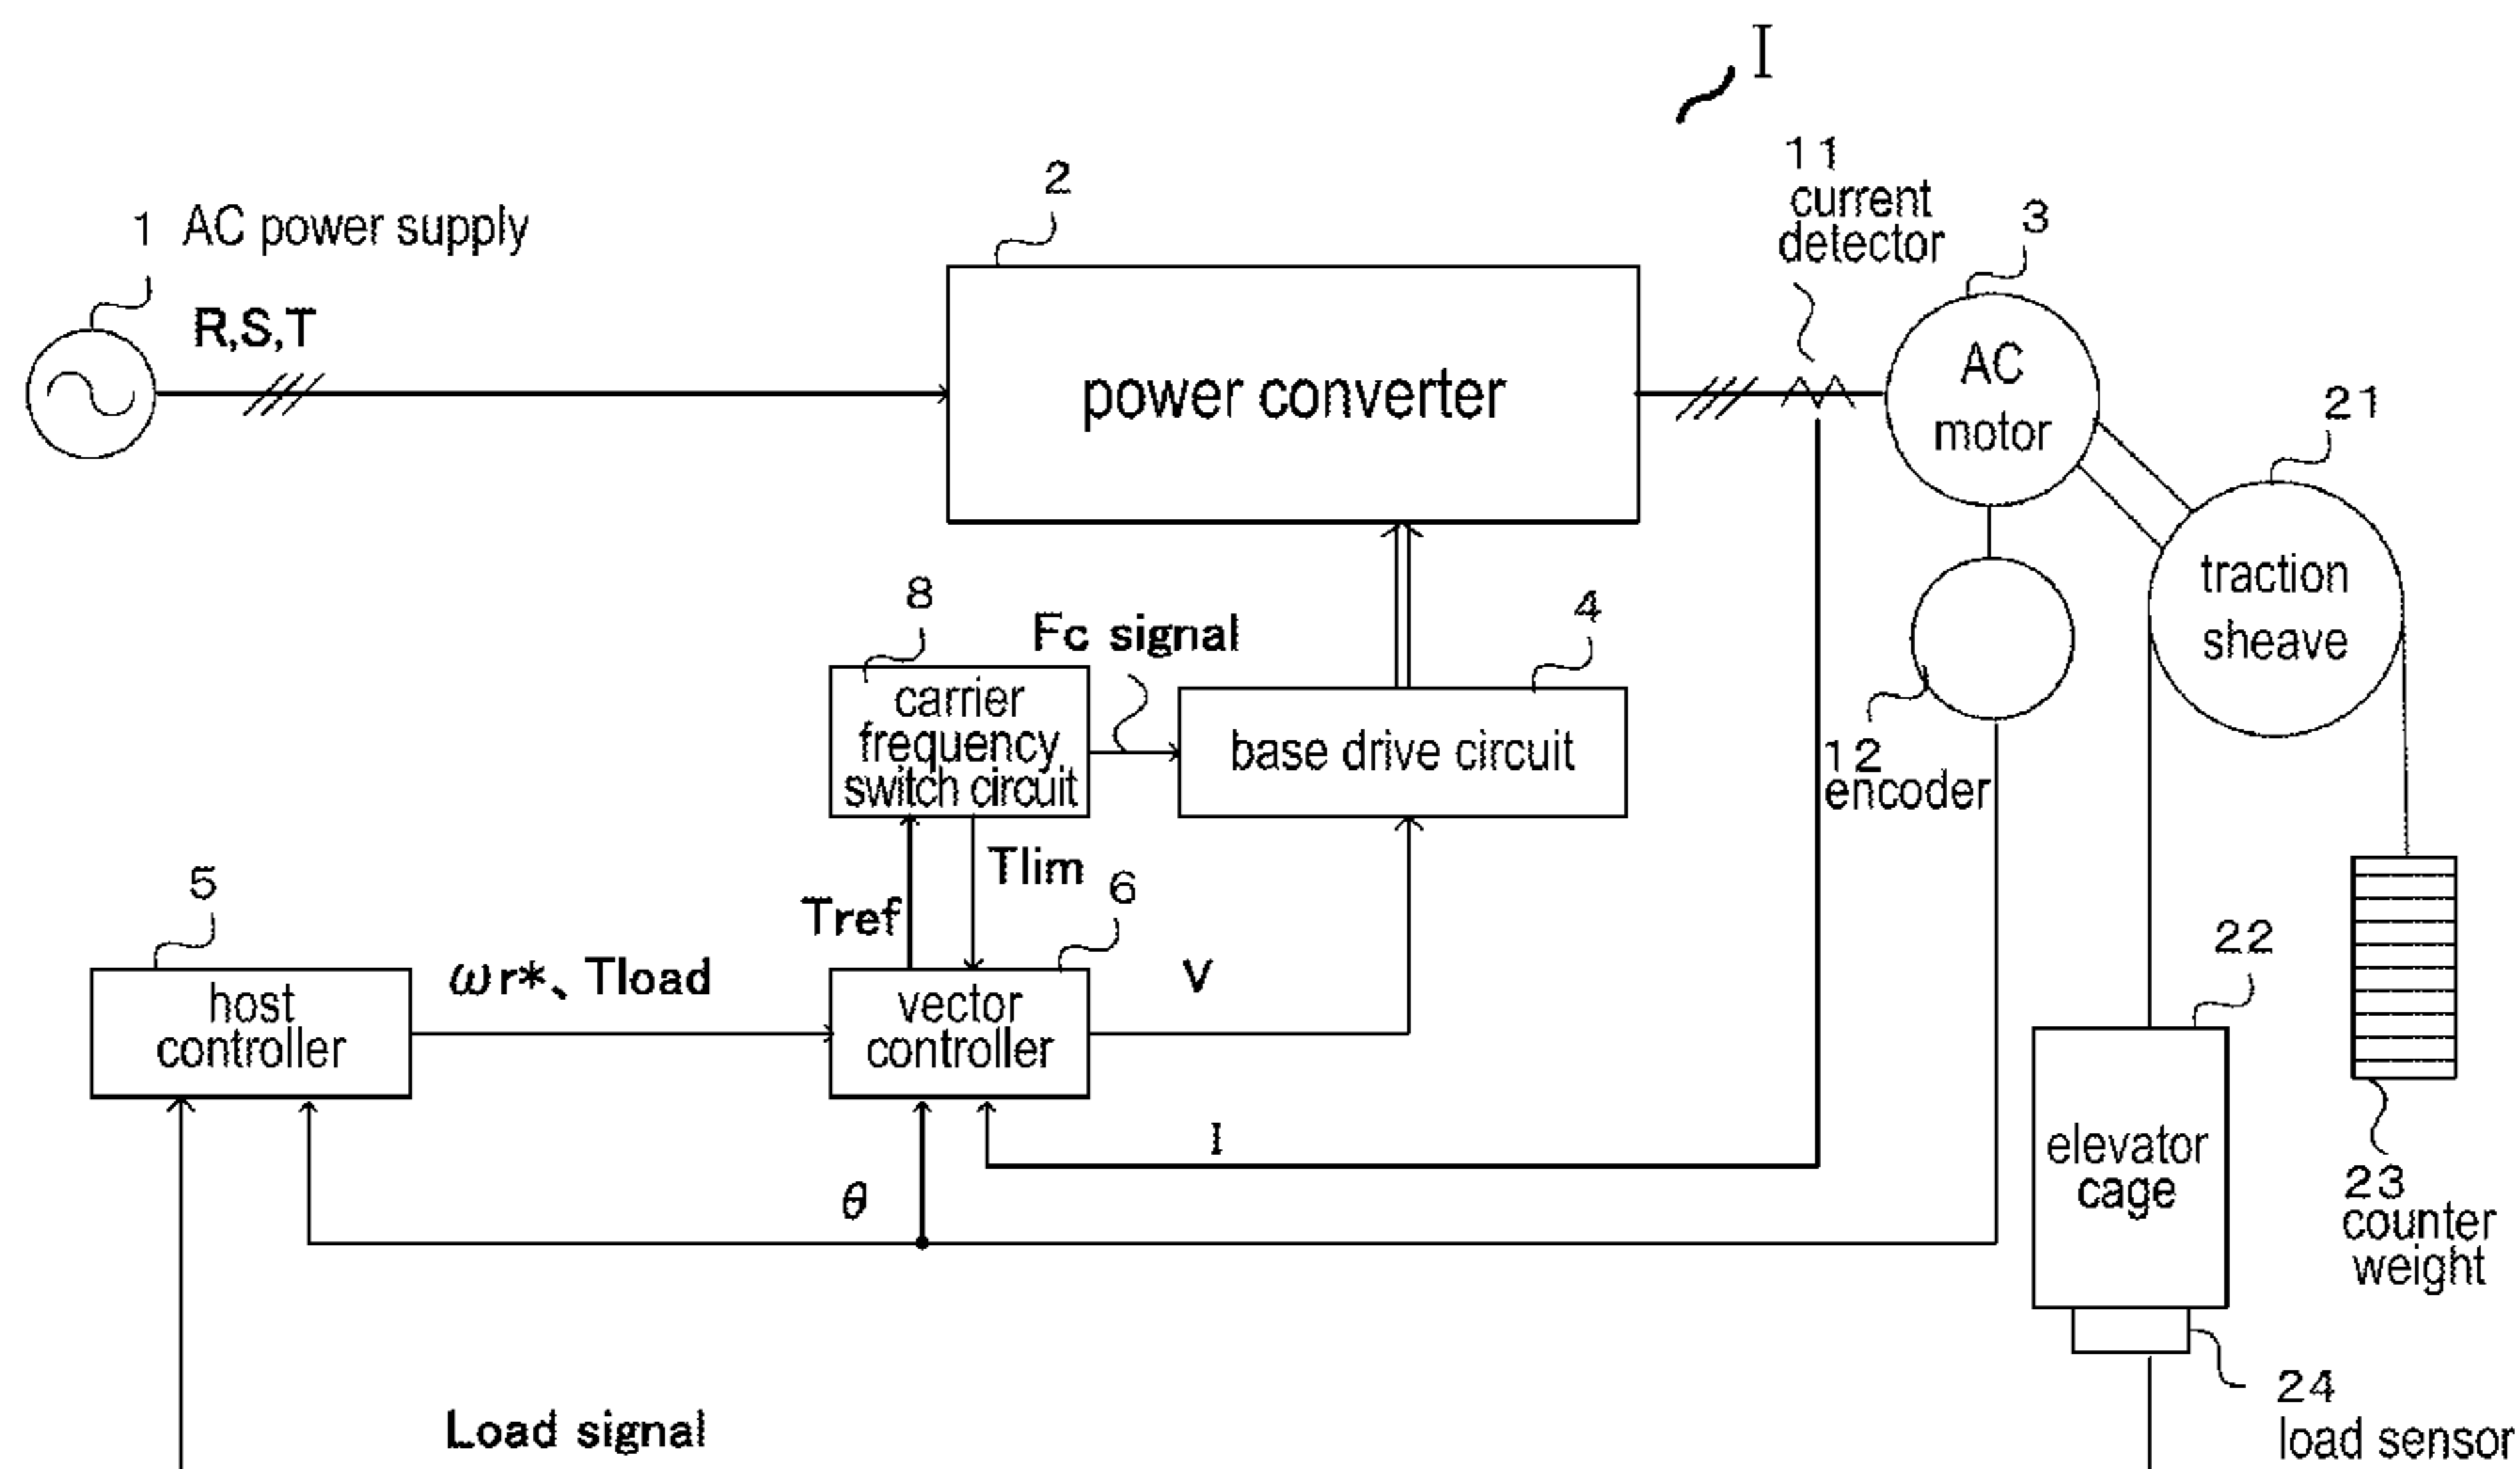 I
11
current
detector
2
3
1 AC power supply
R,S,T
AC
motor
power converter
21
traction
sheave
8
Fc signal
4
carrier
frequency
switch circuit
base drive circuit
12
encoder
5
Tref
Tlim
6
ωr*、Tload
V
host
controller
vector
controller
22
I
θ
elevator
cage
23
counter
weight
24
load sensor
Load signal